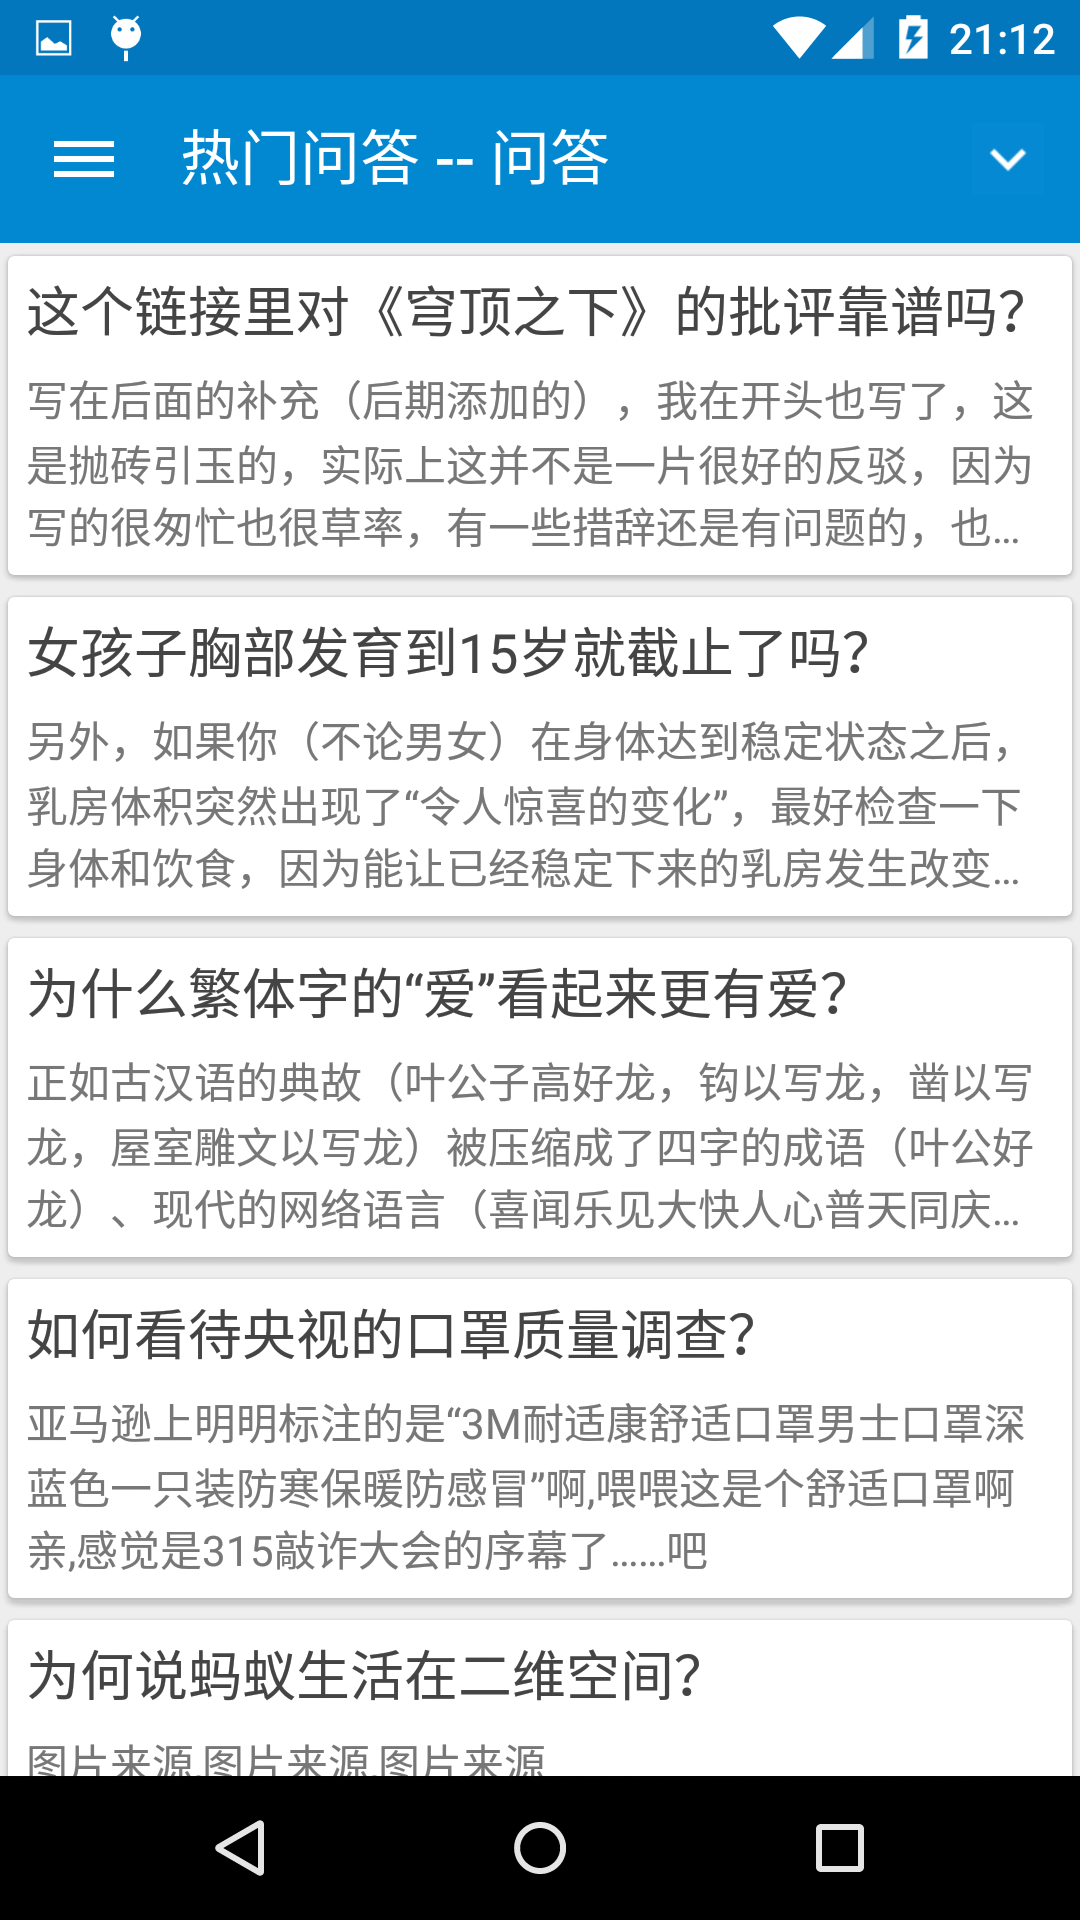 21:12
热门问答 -- 问答
这个链接里对《穹顶之下》的批评靠谱吗？
写在后面的补充（后期添加的），我在开头也写了，这
是抛砖引玉的，实际上这并不是一片很好的反驳，因为
写的很匆忙也很草率，有一些措辞还是有问题的，也...
女孩子胸部发育到15岁就截止了吗？
另外，如果你（不论男女）在身体达到稳定状态之后，
乳房体积突然出现了“令人惊喜的变化”，最好检查一下
身体和饮食，因为能让已经稳定下来的乳房发生改变...
为什么繁体字的“爱”看起来更有爱？
正如古汉语的典故（叶公子高好龙，钩以写龙，凿以写
龙，屋室雕文以写龙）被压缩成了四字的成语（叶公好
龙）、现代的网络语言（喜闻乐见大快人心普天同庆...
如何看待央视的口罩质量调查？
亚马逊上明明标注的是“3M耐适康舒适口罩男士口罩深
蓝色一只装防寒保暖防感冒”啊,喂喂这是个舒适口罩啊
亲,感觉是315敲诈大会的序幕了……吧
为何说蚂蚁生活在二维空间？
图片来源,图片来源,图片来源